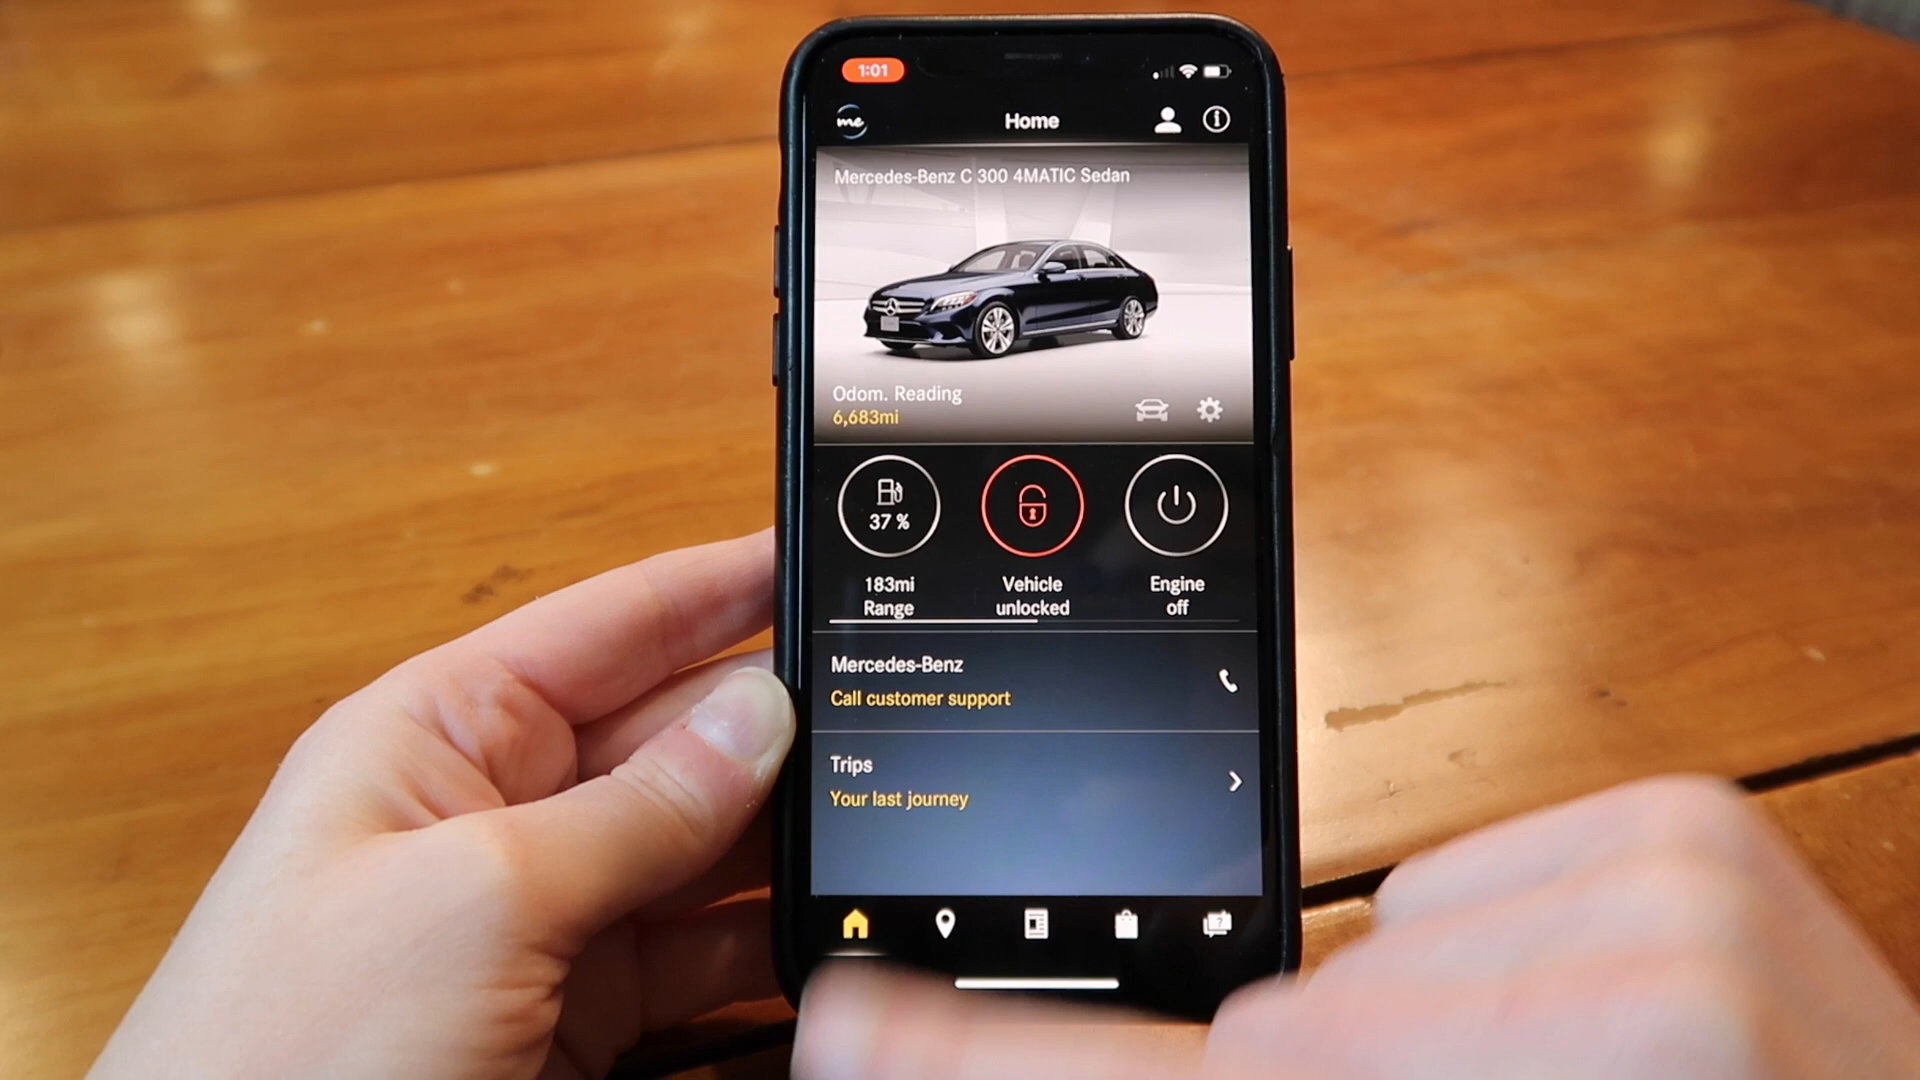 1:01
me
Home
Mercedes-Benz C 300 4MATIC Sedan
Odom. Reading
6,683mi
37 %
183mi
Range
Vehicle
unlocked
Engine
off
Mercedes-Benz
Call customer support
Trips
Your last journey